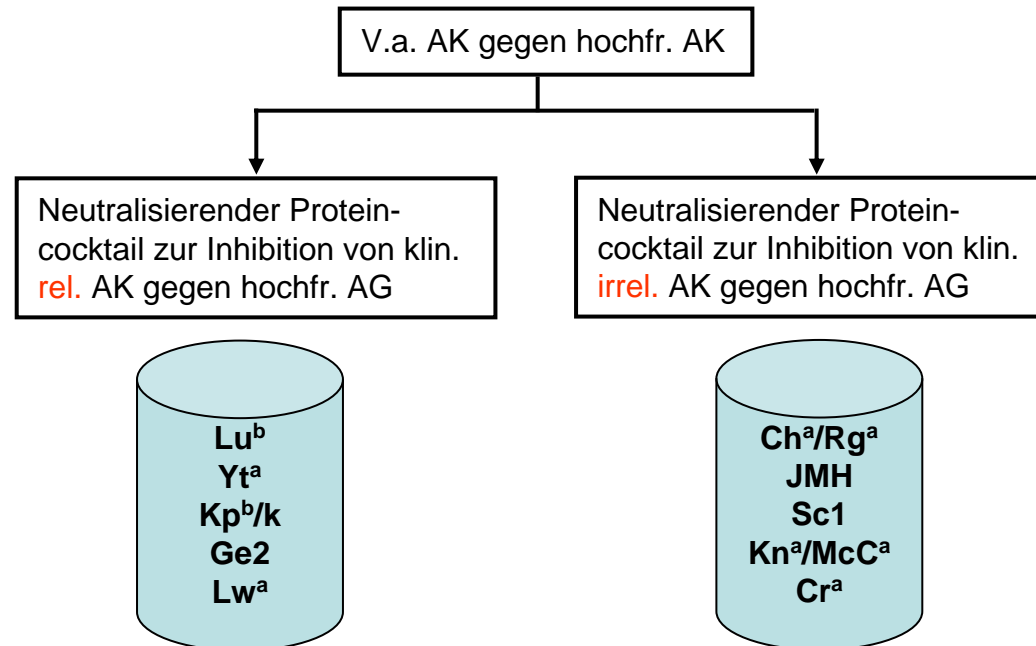 V.a. AK gegen hochfr. AK
Neutralisierender Protein-
cocktail zur Inhibition von klin.
rel. AK gegen hochfr. AG
Neutralisierender Protein-
cocktail zur Inhibition von klin.
irrel. AK gegen hochfr. AG
Luᵇ
Ytᵃ
Kpᵇ/k
Ge2
Lwᵃ
Chᵃ/Rgᵃ
JMH
Sc1
Knᵃ/McCᵃ
Crᵃ